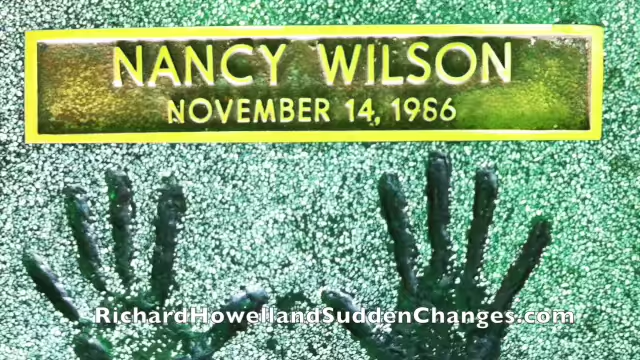 NANCY WILSON
NOVEMBER 14, 1986
RichardHowellandSuddenChanges.com